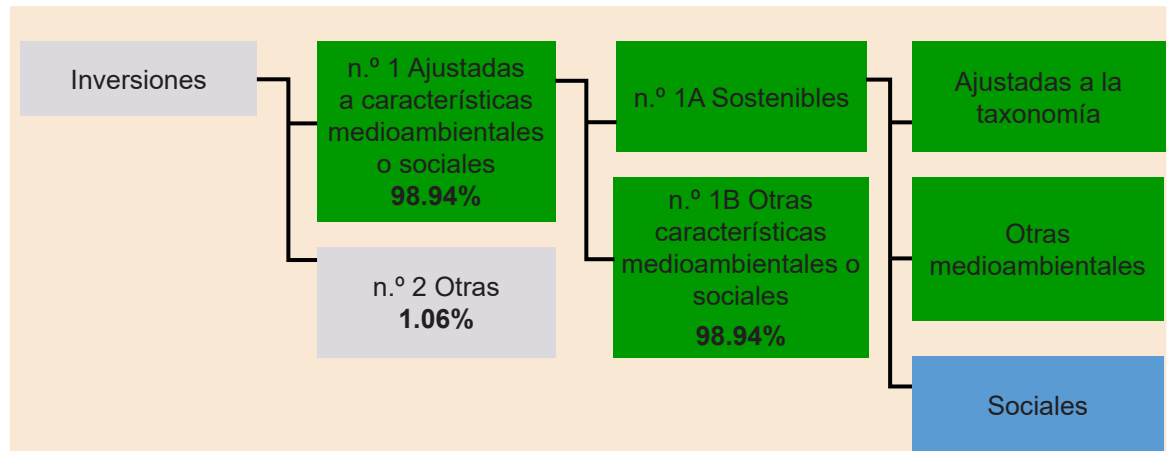 Inversiones
n.º 1 Ajustadas
a características
medioambientales
o sociales
98.94%
n.º 2 Otras
1.06%
n.º 1A Sostenibles
n.º 1B Otras
características
medioambientales o
sociales
98.94%
Ajustadas a la
taxonomía
Otras
medioambientales
Sociales